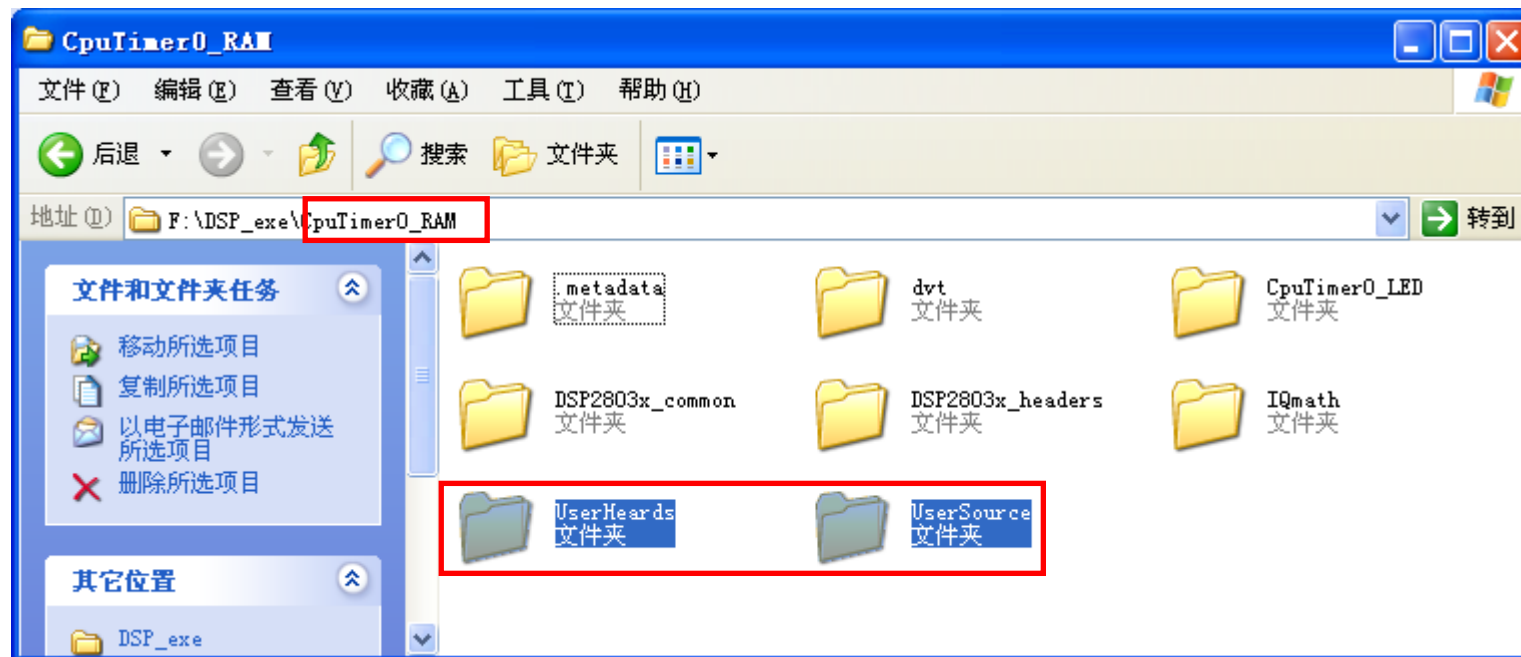 CpuTimer0_RAM
文件(F) 编辑(E) 查看(V) 收藏(A) 工具(T) 帮助(H)
后退 搜索 文件夹
地址(D) F:\DSP_exe\CpuTimer0_RAM 转到
文件和文件夹任务
移动所选项目
复制所选项目
以电子邮件形式发送
所选项目
删除所选项目
其它位置
DSP_exe
.metadata
文件夹
dvt
文件夹
CpuTimer0_LED
文件夹
DSP2803x_common
文件夹
DSP2803x_headers
文件夹
IQmath
文件夹
UserHeards
文件夹
UserSource
文件夹